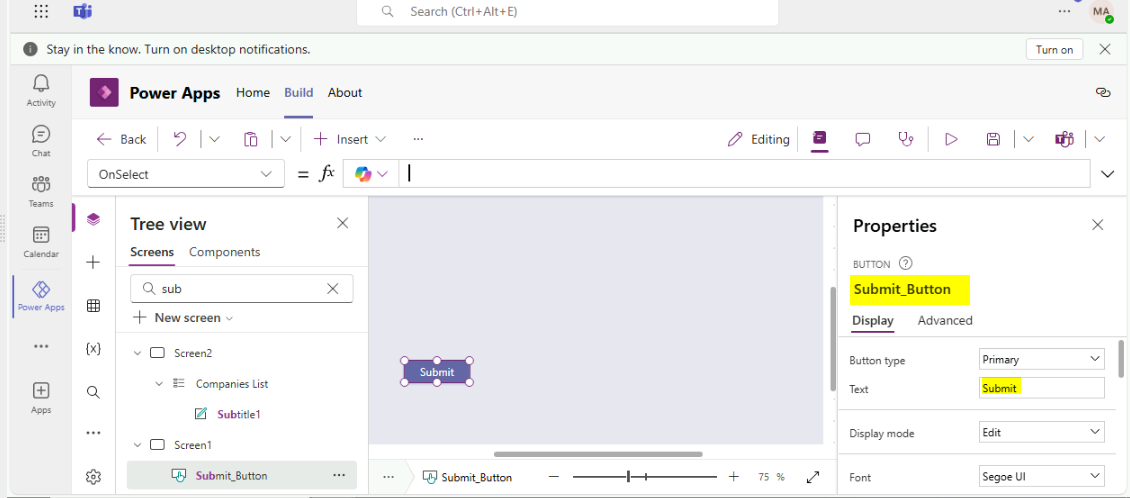 Search (Ctrl+Alt+E)
MA
Stay in the know. Turn on desktop notifications.
Turn on
Activity
Chat
Teams
Calendar
Power Apps
Apps
Power Apps
Home
Build
About
Back
Insert
Editing
OnSelect
= fx
Tree view
Screens
Components
sub
New screen
Screen2
Companies List
Subtitle1
Screen1
Submit_Button
{x}
Submit
Submit_Button
75 %
Properties
BUTTON
Submit_Button
Display
Advanced
Button type
Primary
Text
Submit
Display mode
Edit
Font
Segoe UI